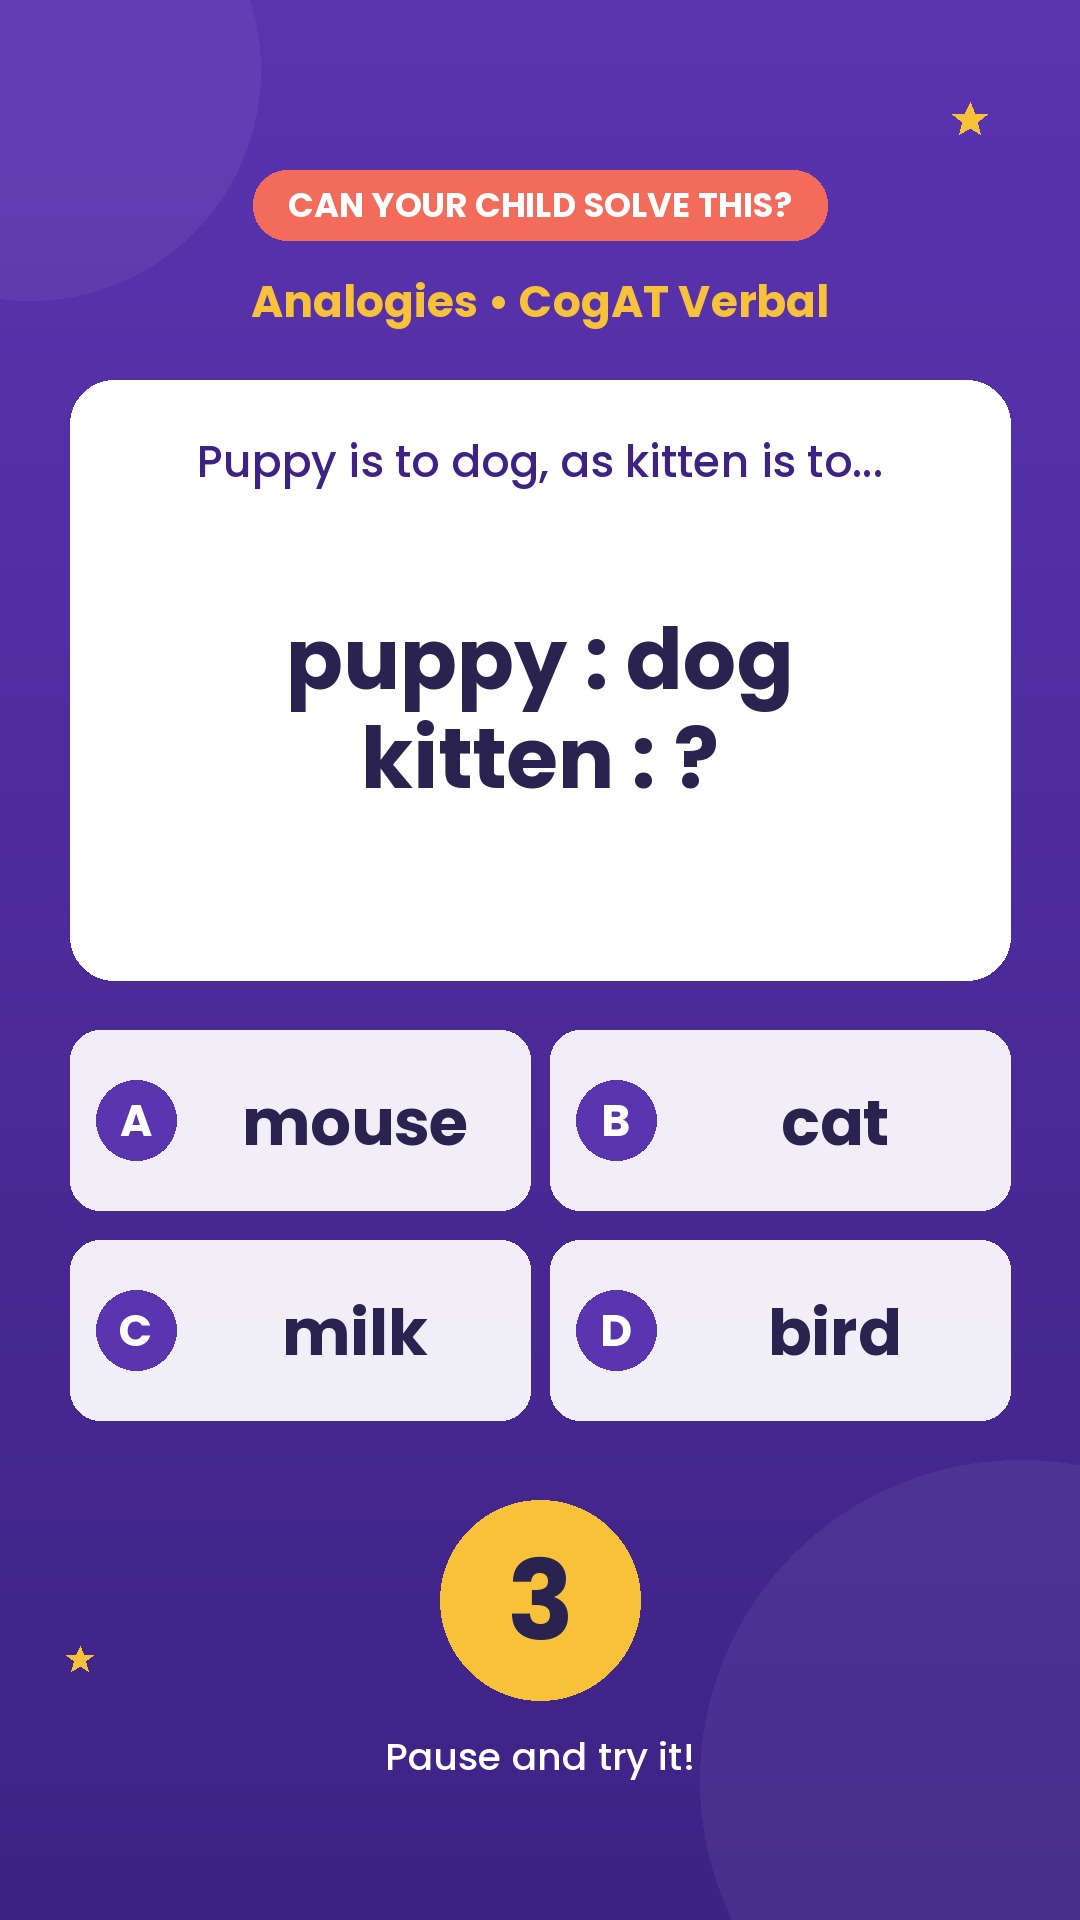 CAN YOUR CHILD SOLVE THIS?
Analogies • CogAT Verbal
Puppy is to dog, as kitten is to...
puppy : dog
kitten : ?
A mouse
B cat
C milk
D bird
3
Pause and try it!